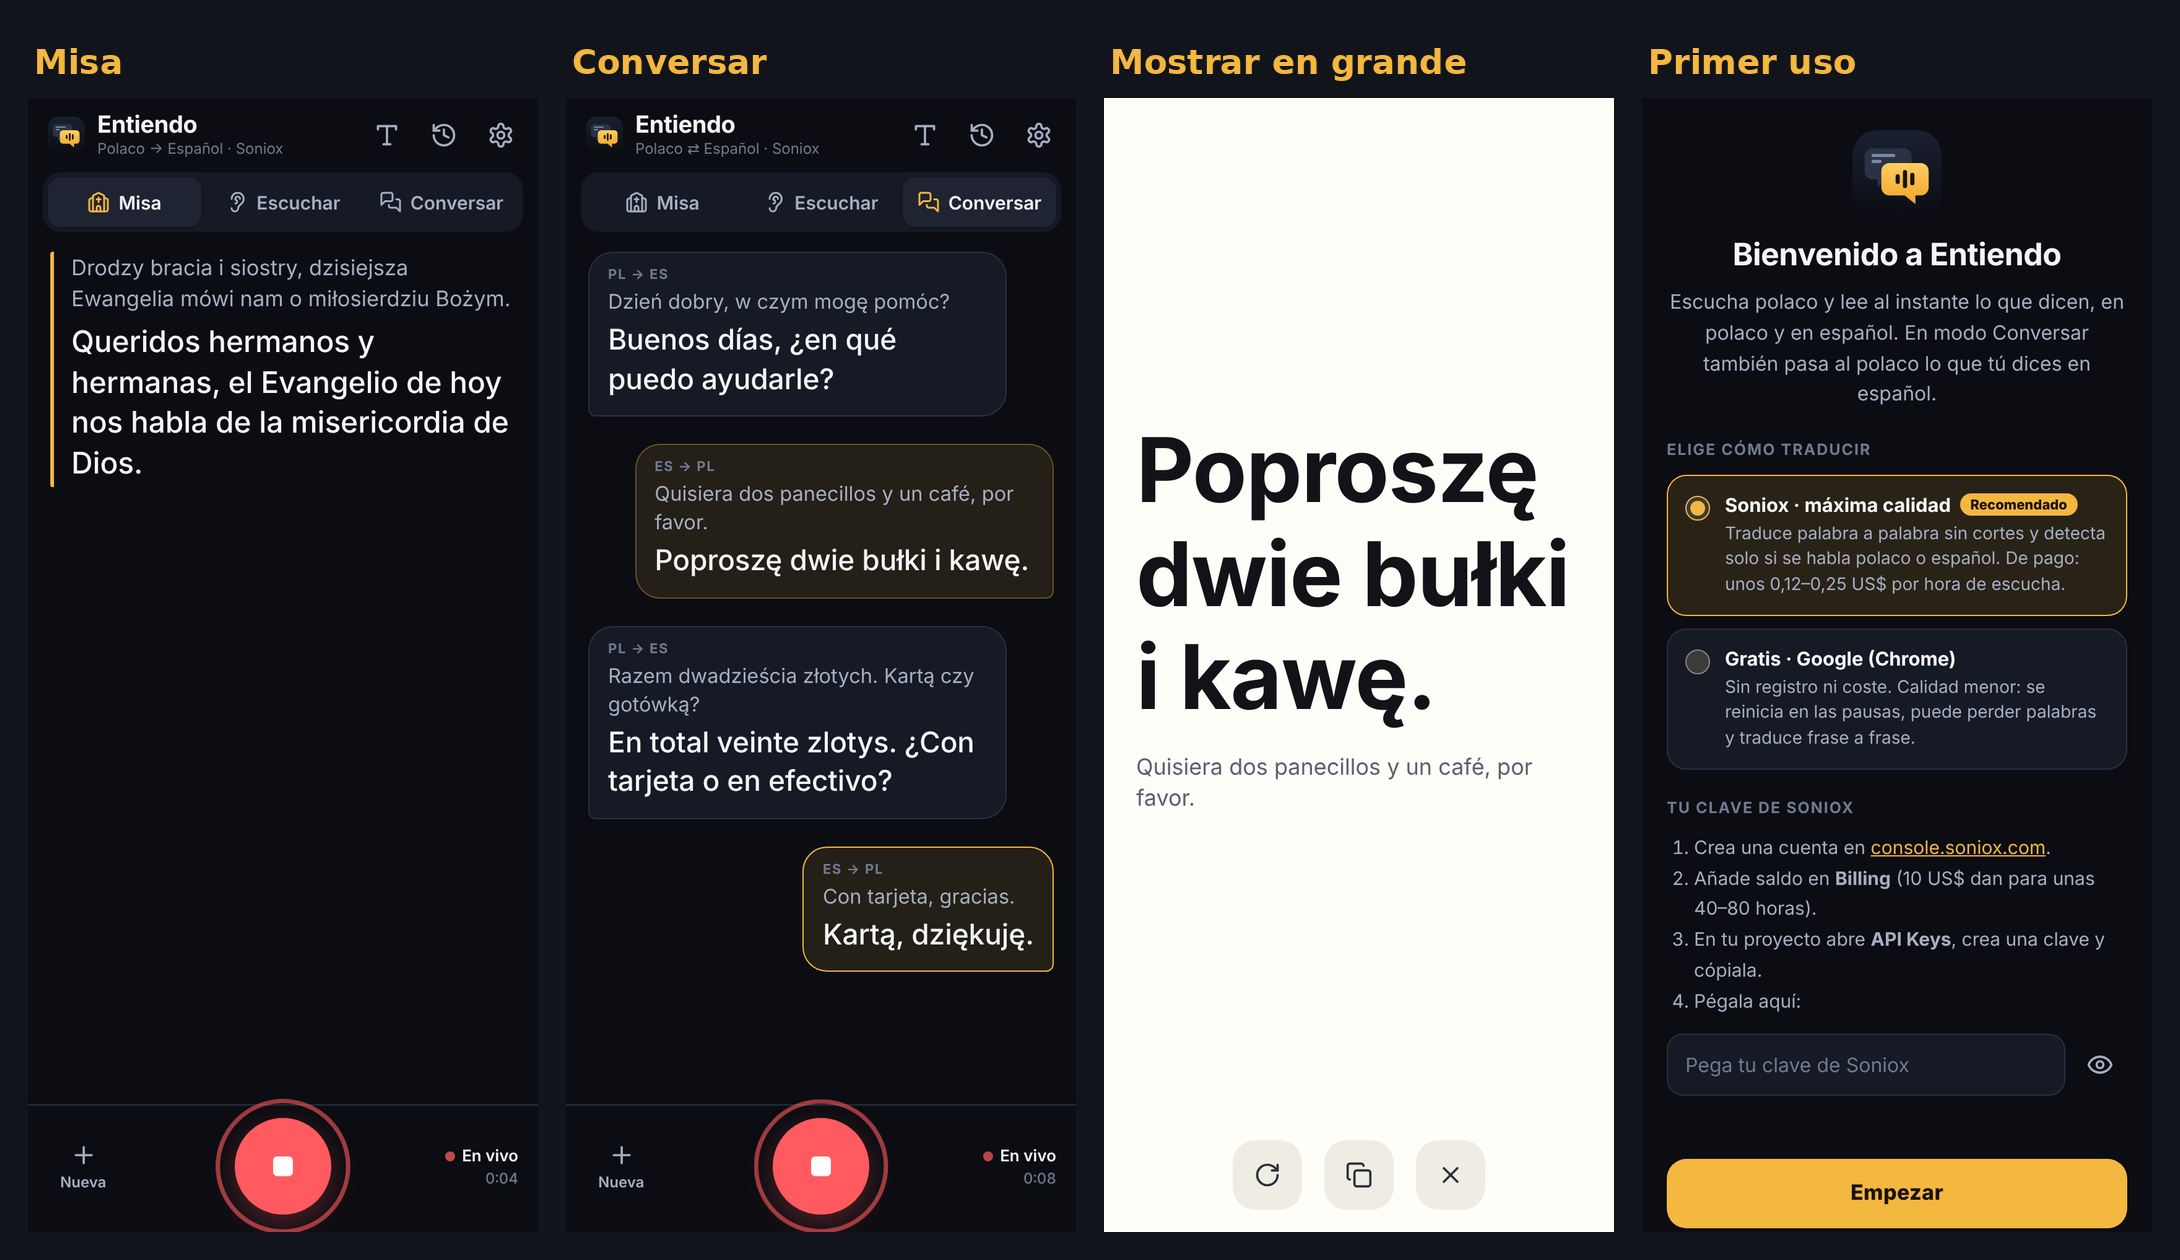 Misa
Entiendo
Polaco → Español · Soniox
Misa
Escuchar
Conversar
Drodzy bracia i siostry, dzisiejsza
Ewangelia mówi nam o miłosierdziu Bożym.
Queridos hermanos y
hermanas, el Evangelio de hoy
nos habla de la misericordia de
Dios.
Nueva
En vivo
0:04
Conversar
Entiendo
Polaco ⇄ Español · Soniox
Misa
Escuchar
Conversar
PL → ES
Dzień dobry, w czym mogę pomóc?
Buenos días, ¿en qué
puedo ayudarle?
ES → PL
Quisiera dos panecillos y un café, por
favor.
Poproszę dwie bułki i kawę.
PL → ES
Razem dwadzieścia złotych. Kartą czy
gotówką?
En total veinte zlotys. ¿Con
tarjeta o en efectivo?
ES → PL
Con tarjeta, gracias.
Kartą, dziękuję.
Nueva
En vivo
0:08
Mostrar en grande
Poproszę
dwie bułki
i kawę.
Quisiera dos panecillos y un café, por
favor.
Primer uso
Bienvenido a Entiendo
Escucha polaco y lee al instante lo que dicen, en
polaco y en español. En modo Conversar
también pasa al polaco lo que tú dices en
español.
ELIGE CÓMO TRADUCIR
Soniox · máxima calidad Recomendado
Traduce palabra a palabra sin cortes y detecta
solo si se habla polaco o español. De pago:
unos 0,12–0,25 US$ por hora de escucha.
Gratis · Google (Chrome)
Sin registro ni coste. Calidad menor: se
reinicia en las pausas, puede perder palabras
y traduce frase a frase.
TU CLAVE DE SONIOX
1. Crea una cuenta en console.soniox.com.
2. Añade saldo en Billing (10 US$ dan para unas
40–80 horas).
3. En tu proyecto abre API Keys, crea una clave y
cópiala.
4. Pégala aquí:
Pega tu clave de Soniox
Empezar